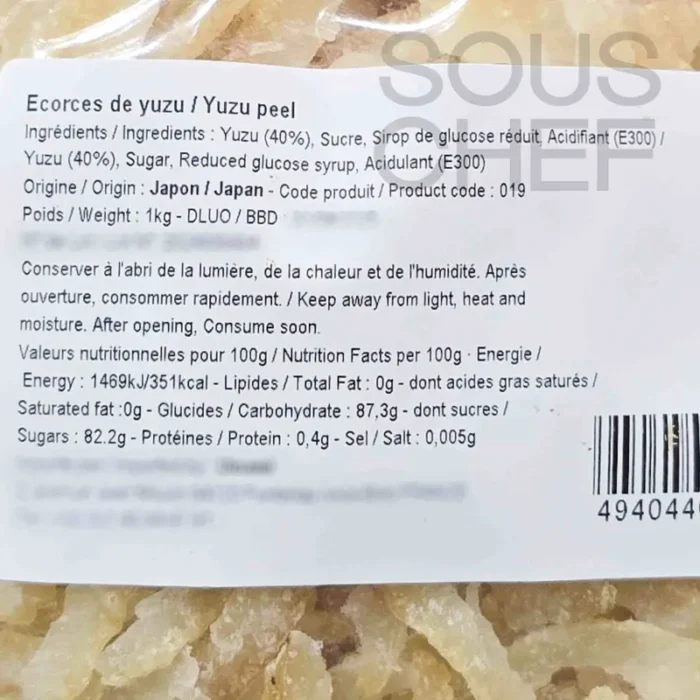 SOUS
CHEF
Ecorces de yuzu / Yuzu peel
Ingrédients / Ingredients : Yuzu (40%), Sucre, Sirop de glucose réduit, Acidifiant (E300) /
Yuzu (40%), Sugar, Reduced glucose syrup, Acidulant (E300)
Origine / Origin : Japon / Japan - Code produit / Product code : 019
Poids / Weight : 1kg - DLUO / BBD
Conserver à l'abri de la lumière, de la chaleur et de l'humidité. Après
ouverture, consommer rapidement. / Keep away from light, heat and
moisture. After opening, Consume soon.
Valeurs nutritionnelles pour 100g / Nutrition Facts per 100g - Energie /
Energy : 1469kJ/351kcal - Lipides / Total Fat : 0g - dont acides gras saturés /
Saturated fat :0g - Glucides / Carbohydrate : 87,3g - dont sucres /
Sugars : 82.2g - Protéines / Protein : 0,4g - Sel / Salt : 0,005g
494044